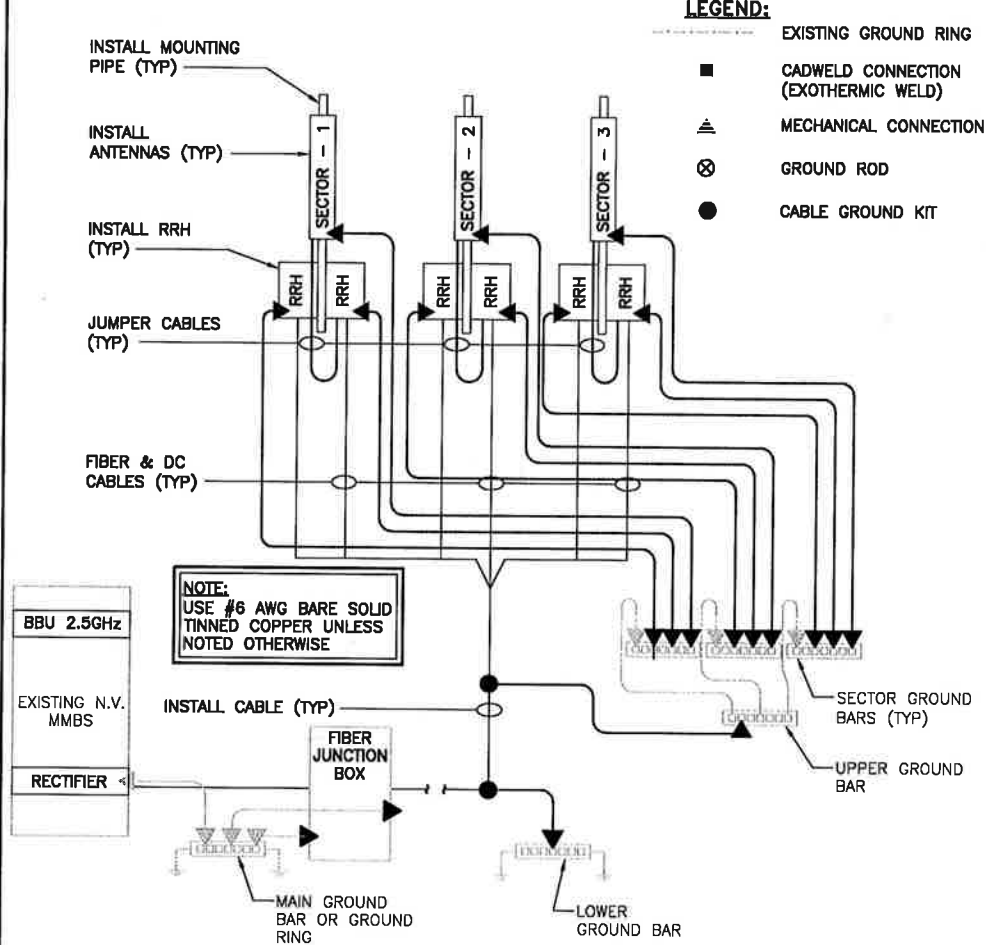 LEGEND:
EXISTING GROUND RING
CADWELD CONNECTION
(EXOTHERMIC WELD)
MECHANICAL CONNECTION
GROUND ROD
CABLE GROUND KIT
INSTALL MOUNTING
PIPE (TYP)
INSTALL
ANTENNAS (TYP)
SECTOR - 1
SECTOR - 2
SECTOR - 3
INSTALL RRH
(TYP)
RRH
RRH
RRH
RRH
RRH
RRH
JUMPER CABLES
(TYP)
FIBER & DC
CABLES (TYP)
NOTE:
USE #6 AWG BARE SOLID
TINNED COPPER UNLESS
NOTED OTHERWISE
BBU 2.5GHz
EXISTING N.V.
MMBS
RECTIFIER
INSTALL CABLE (TYP)
FIBER
JUNCTION
BOX
SECTOR GROUND
BARS (TYP)
UPPER GROUND
BAR
MAIN GROUND
BAR OR GROUND
RING
LOWER
GROUND BAR